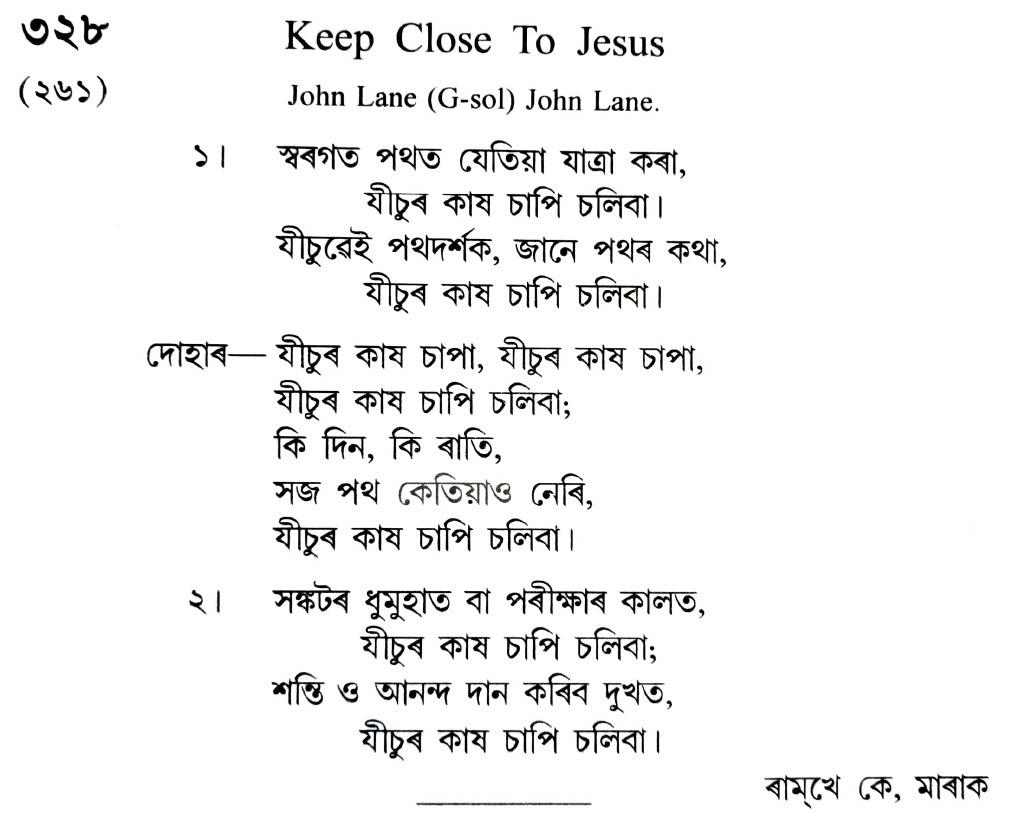 ৩২৮ Keep Close To Jesus
(২৬১) John Lane (G-sol) John Lane.
১। স্বৰগত পথত যেতিয়া যাত্ৰা কৰা,
যীচুৰ কাষ চাপি চলিবা।
যীচুৱেই পথদৰ্শক, জানে পথৰ কথা,
যীচুৰ কাষ চাপি চলিবা।
দোহাৰ— যীচুৰ কাষ চাপা, যীচুৰ কাষ চাপা,
যীচুৰ কাষ চাপি চলিবা;
কি দিন, কি ৰাতি,
সজ পথ কেতিয়াও নেৰি,
যীচুৰ কাষ চাপি চলিবা।
২। সঙ্কটৰ ধুমুহাত বা পৰীক্ষাৰ কালত,
যীচুৰ কাষ চাপি চলিবা;
শন্তি ও আনন্দ দান কৰিব দুখত,
যীচুৰ কাষ চাপি চলিবা।
ৰাম্‌খে কে, মাৰাক